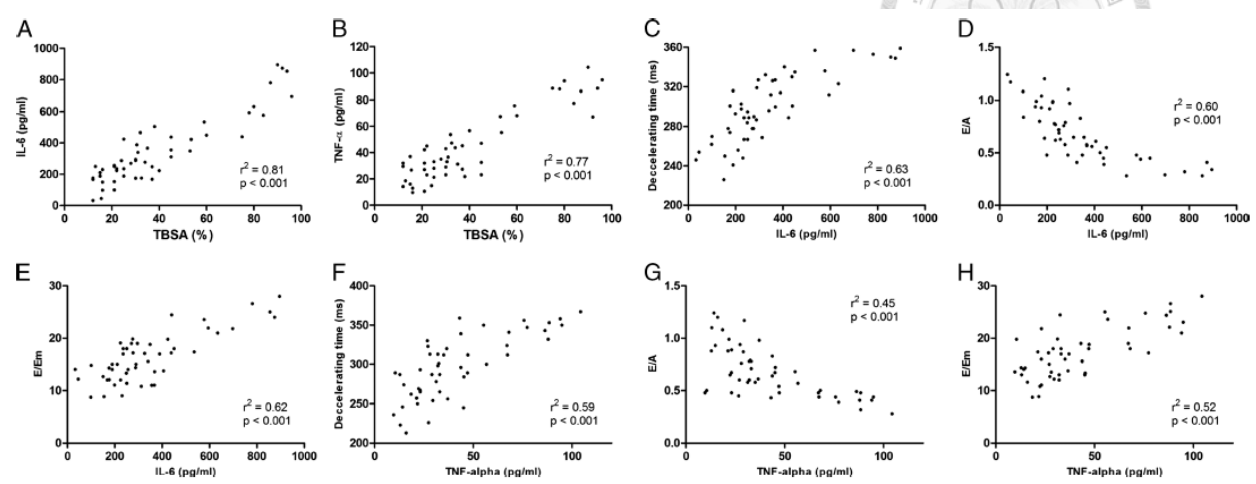 A
IL-6 (pg/ml)
1000
800
600
400
200
0
0 20 40 60 80 100
TBSA (%)
r² = 0.81
p < 0.001
B
TNF-α (pg/ml)
120
100
80
60
40
20
0
0 20 40 60 80 100
TBSA (%)
r² = 0.77
p < 0.001
C
Deccelerating time (ms)
360
320
280
240
200
0 200 400 600 800 1000
IL-6 (pg/ml)
r² = 0.63
p < 0.001
D
E/A
1.5
1.0
0.5
0.0
0 200 400 600 800 1000
IL-6 (pg/ml)
r² = 0.60
p < 0.001
E
E/Em
30
20
10
0
0 200 400 600 800 1000
IL-6 (pg/ml)
r² = 0.62
p < 0.001
F
Deccelerating time (ms)
400
350
300
250
200
50 100
TNF-alpha (pg/ml)
r² = 0.59
p < 0.001
G
E/A
1.5
1.0
0.5
0.0
0 50 100
TNF-alpha (pg/ml)
r² = 0.45
p < 0.001
H
E/Em
30
20
10
0
0 50 100
TNF-alpha (pg/ml)
r² = 0.52
p < 0.001